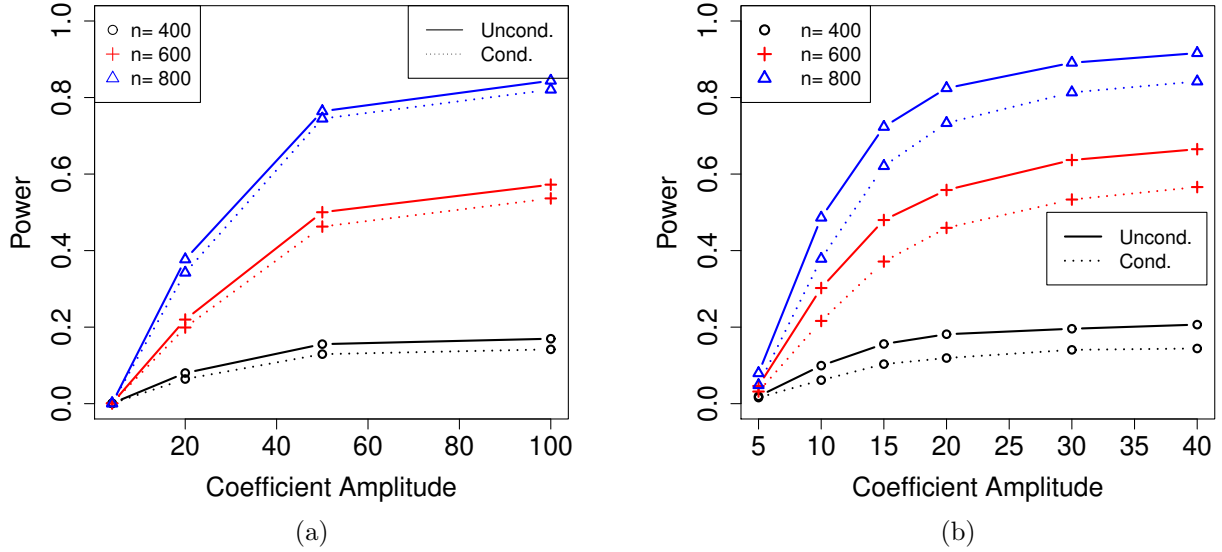 n= 400
n= 600
n= 800
Uncond.
Cond.
Power
0.0
0.2
0.4
0.6
0.8
1.0
20 40 60 80 100
Coefficient Amplitude
(a)
n= 400
n= 600
n= 800
Uncond.
Cond.
Power
0.0
0.2
0.4
0.6
0.8
1.0
5 10 15 20 25 30 35 40
Coefficient Amplitude
(b)